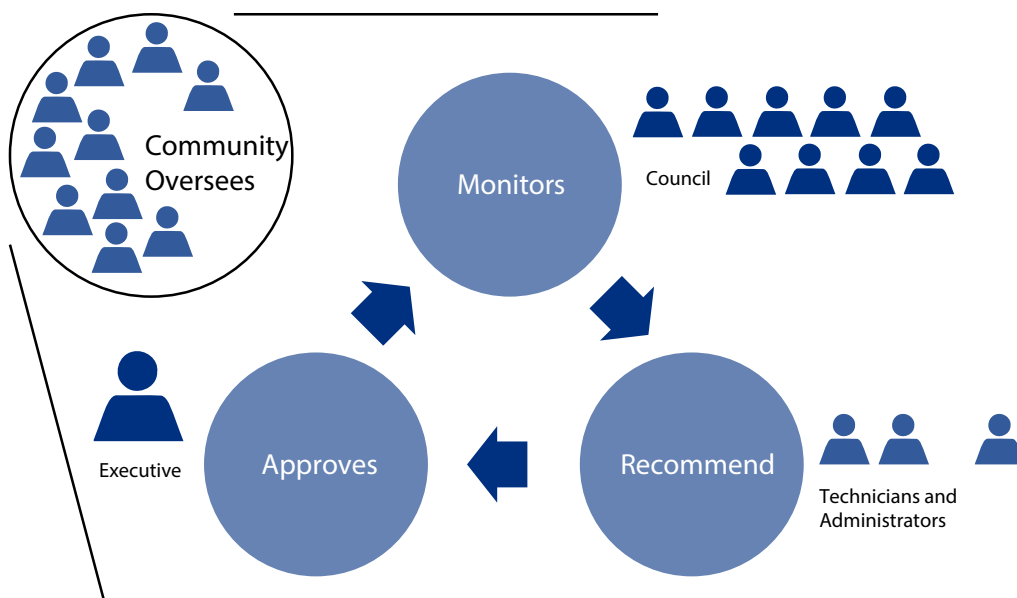 Community
Oversees
Monitors
Council
Executive
Approves
Recommend
Technicians and
Administrators